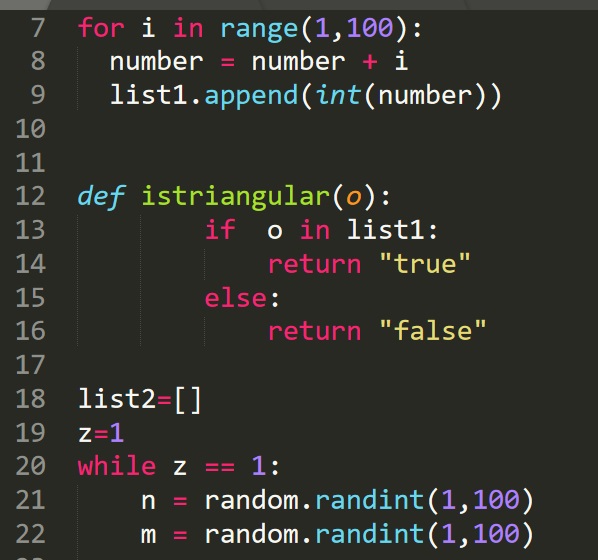 7 for i in range(1,100):
8   number = number + i
9   list1.append(int(number))
10
11
12 def istriangular(o):
13         if  o in list1:
14             return "true"
15         else:
16             return "false"
17
18 list2=[]
19 z=1
20 while z == 1:
21     n = random.randint(1,100)
22     m = random.randint(1,100)